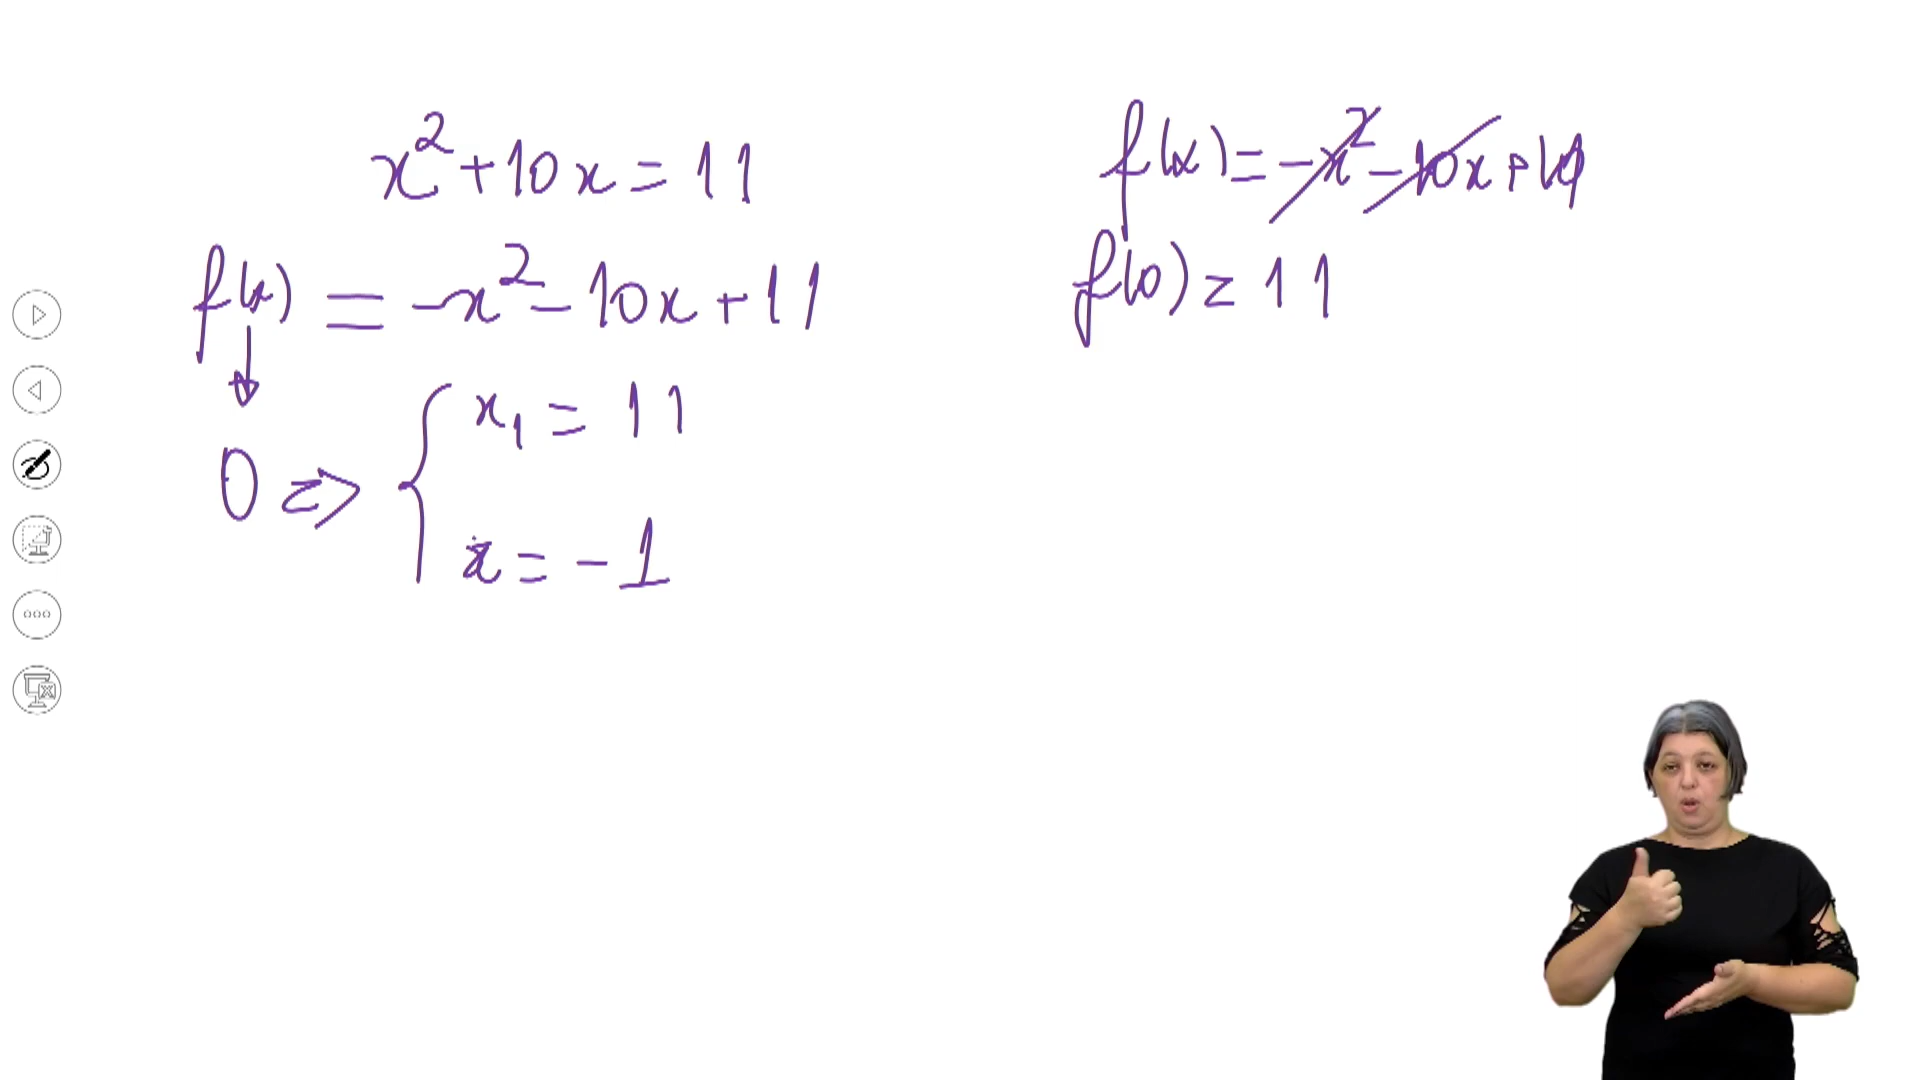 x² + 10x = 11
f(x) = -x² - 10x + 11
0 => { x₁ = 11
x = -1
f(x) = -x² - 10x + 11
f(0) = 11